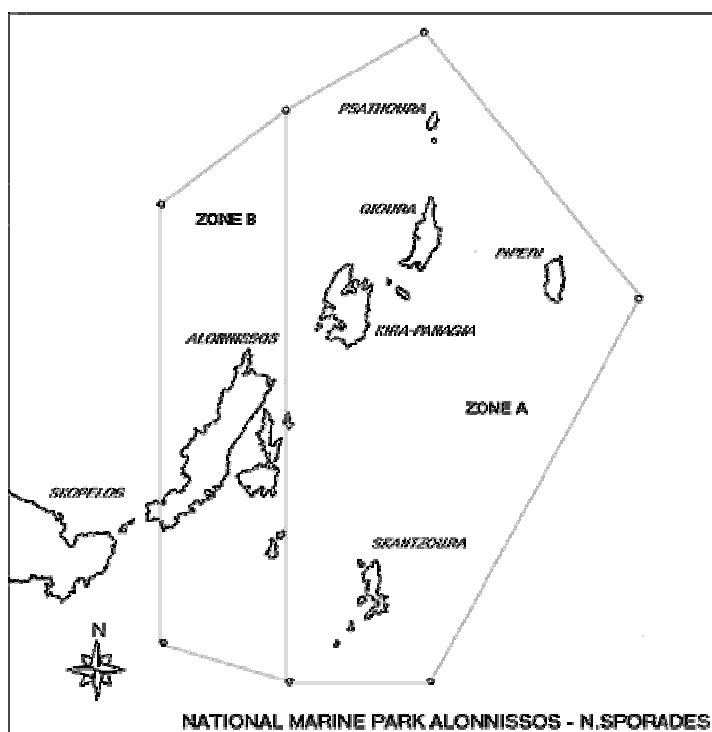 PSATHOURA
GIOURA
ZONE B
PIPERI
KIRA-PANAGIA
ALONNISSOS
ZONE A
SKOPELOS
SKANTZOURA
N
NATIONAL MARINE PARK ALONNISSOS - N.SPORADES